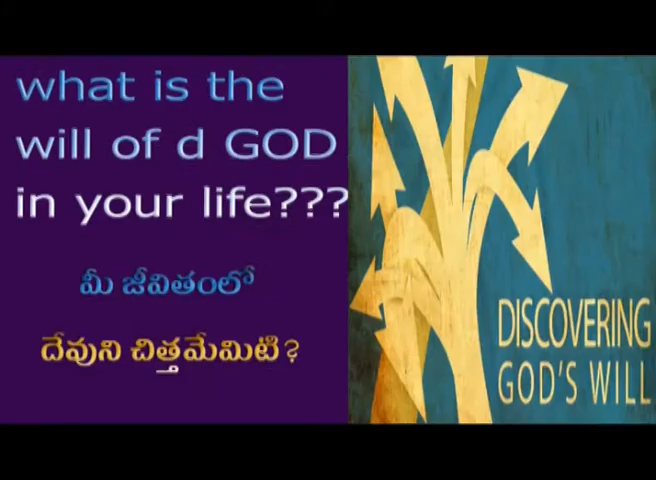 what is the
will of d GOD
in your life???
మీ జీవితంలో
దేవుని చిత్తమేమిటి?
DISCOVERING
GOD'S WILL